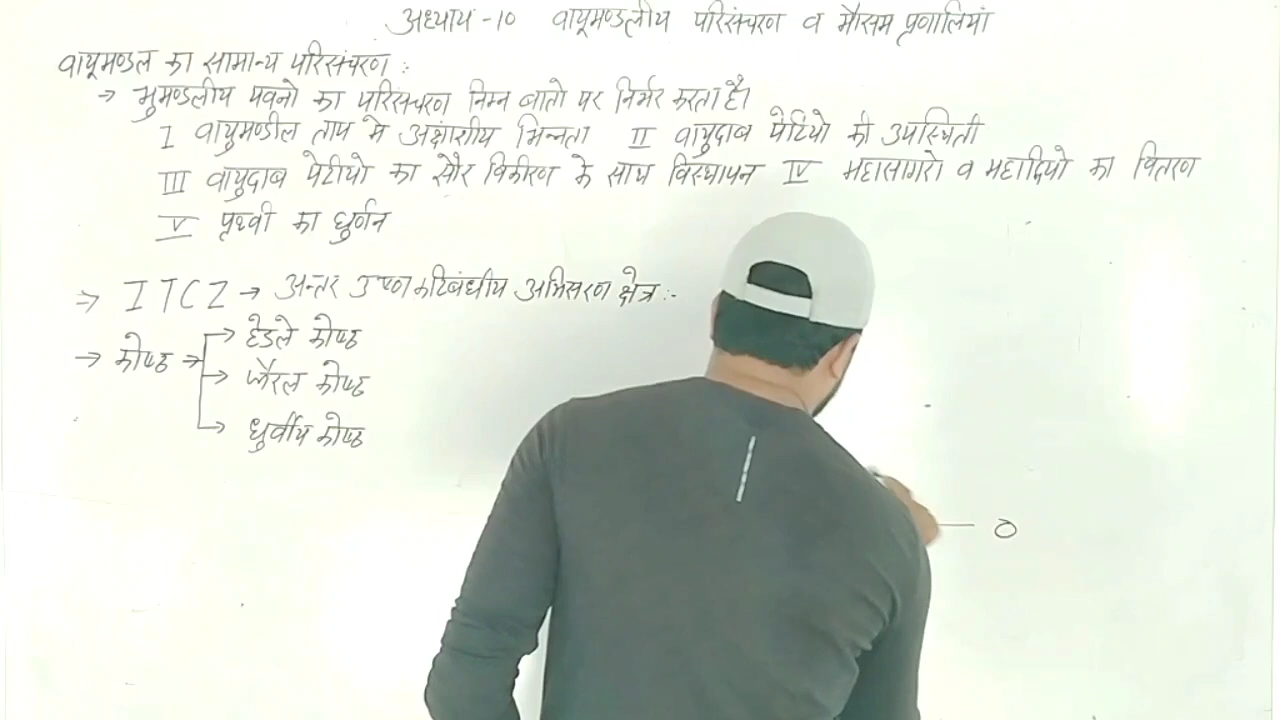 अध्याय -10 वायूमण्डलीय परिसंचरण व मौसम प्रणालियां
वायूमण्डल का सामान्य परिसंचरण :
→ भुमण्डलीय पवनो का परिसंचरण निम्न बातो पर निर्भर करता है।
I वायुमण्डील ताप मे अक्षांशीय भिन्नता II वायुदाब पेटियो की उपस्थिती
III वायुदाब पेटीयो का सौर विकीरण के साथ विस्थापन IV महासागरो व महाद्वियो का वितरण
V पृथ्वी का घुर्णन
→ ITCZ → अन्तर उष्ण कटिबंधीय अभिसरण क्षेत्र :-
→ कोष्ठ → → हेडले कोष्ठ
→ फैरल कोष्ठ
→ धुर्वीय कोष्ठ
0